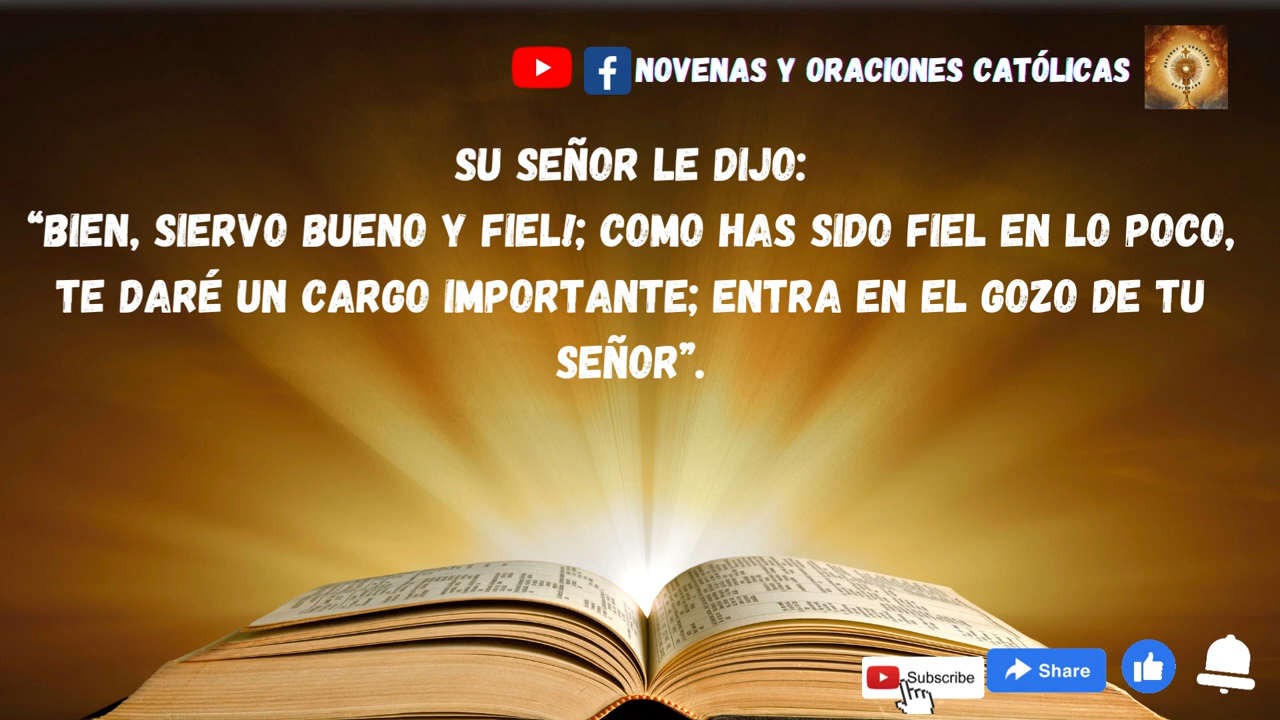 NOVENAS Y ORACIONES CATÓLICAS
SU SEÑOR LE DIJO:
“BIEN, SIERVO BUENO Y FIEL!; COMO HAS SIDO FIEL EN LO POCO,
TE DARÉ UN CARGO IMPORTANTE; ENTRA EN EL GOZO DE TU
SEÑOR”.
Subscribe
Share